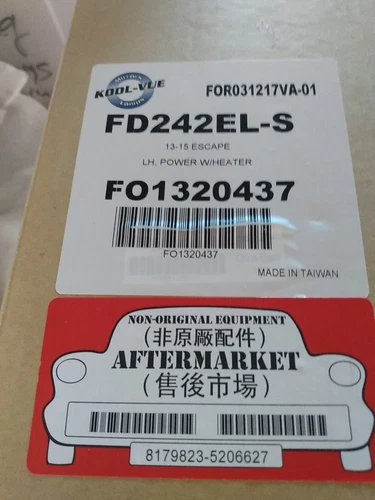 KOOL-VUE
FOR031217VA-01
FD242EL-S
13-15 ESCAPE
LH, POWER W/HEATER
FO1320437
FO1320437
MADE IN TAIWAN
NON-ORIGINAL EQUIPMENT
(非原廠配件)
AFTERMARKET
(售後市場)
8179823-5206627